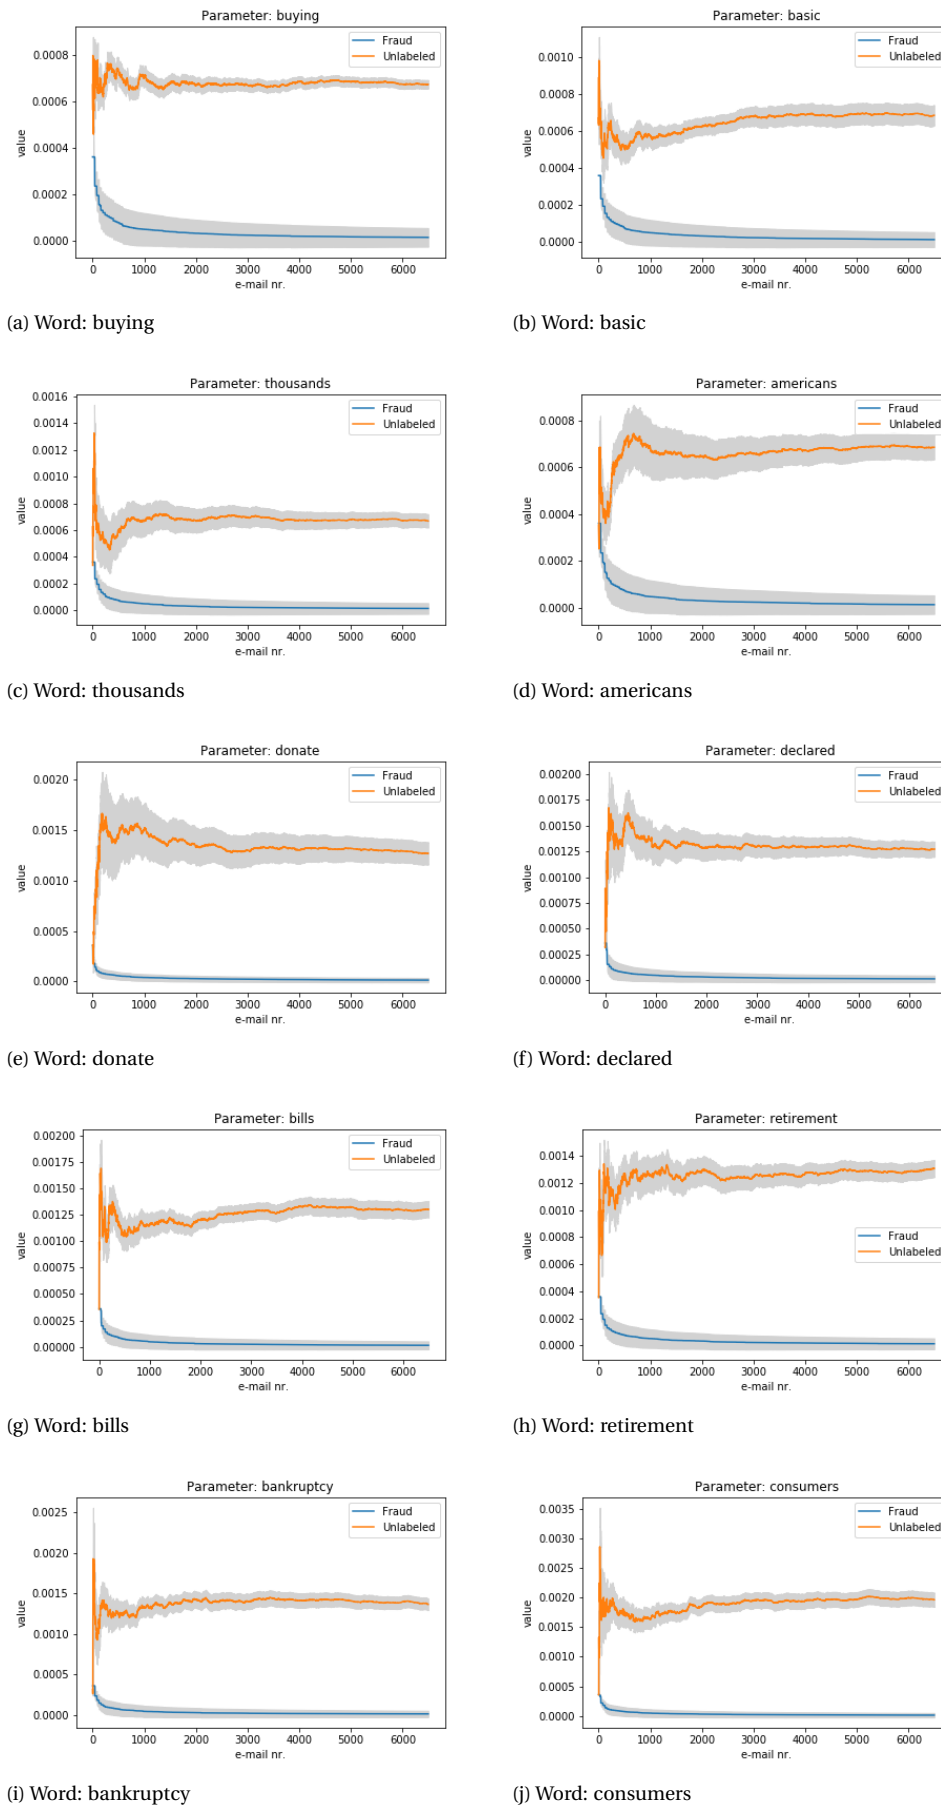 Parameter: buying
Fraud
Unlabeled
0.0008
0.0006
0.0004
0.0002
0.0000
value
0 1000 2000 3000 4000 5000 6000
e-mail nr.
(a) Word: buying
Parameter: basic
Fraud
Unlabeled
0.0010
0.0008
0.0006
0.0004
0.0002
0.0000
value
0 1000 2000 3000 4000 5000 6000
e-mail nr.
(b) Word: basic
Parameter: thousands
Fraud
Unlabeled
0.0016
0.0014
0.0012
0.0010
0.0008
0.0006
0.0004
0.0002
0.0000
value
0 1000 2000 3000 4000 5000 6000
e-mail nr.
(c) Word: thousands
Parameter: americans
Fraud
Unlabeled
0.0008
0.0006
0.0004
0.0002
0.0000
value
0 1000 2000 3000 4000 5000 6000
e-mail nr.
(d) Word: americans
Parameter: donate
Fraud
Unlabeled
0.0020
0.0015
0.0010
0.0005
0.0000
value
0 1000 2000 3000 4000 5000 6000
e-mail nr.
(e) Word: donate
Parameter: declared
Fraud
Unlabeled
0.00200
0.00175
0.00150
0.00125
0.00100
0.00075
0.00050
0.00025
0.00000
value
0 1000 2000 3000 4000 5000 6000
e-mail nr.
(f) Word: declared
Parameter: bills
Fraud
Unlabeled
0.00200
0.00175
0.00150
0.00125
0.00100
0.00075
0.00050
0.00025
0.00000
value
0 1000 2000 3000 4000 5000 6000
e-mail nr.
(g) Word: bills
Parameter: retirement
Fraud
Unlabeled
0.0014
0.0012
0.0010
0.0008
0.0006
0.0004
0.0002
0.0000
value
0 1000 2000 3000 4000 5000 6000
e-mail nr.
(h) Word: retirement
Parameter: bankruptcy
Fraud
Unlabeled
0.0025
0.0020
0.0015
0.0010
0.0005
0.0000
value
0 1000 2000 3000 4000 5000 6000
e-mail nr.
(i) Word: bankruptcy
Parameter: consumers
Fraud
Unlabeled
0.0035
0.0030
0.0025
0.0020
0.0015
0.0010
0.0005
0.0000
value
0 1000 2000 3000 4000 5000 6000
e-mail nr.
(j) Word: consumers